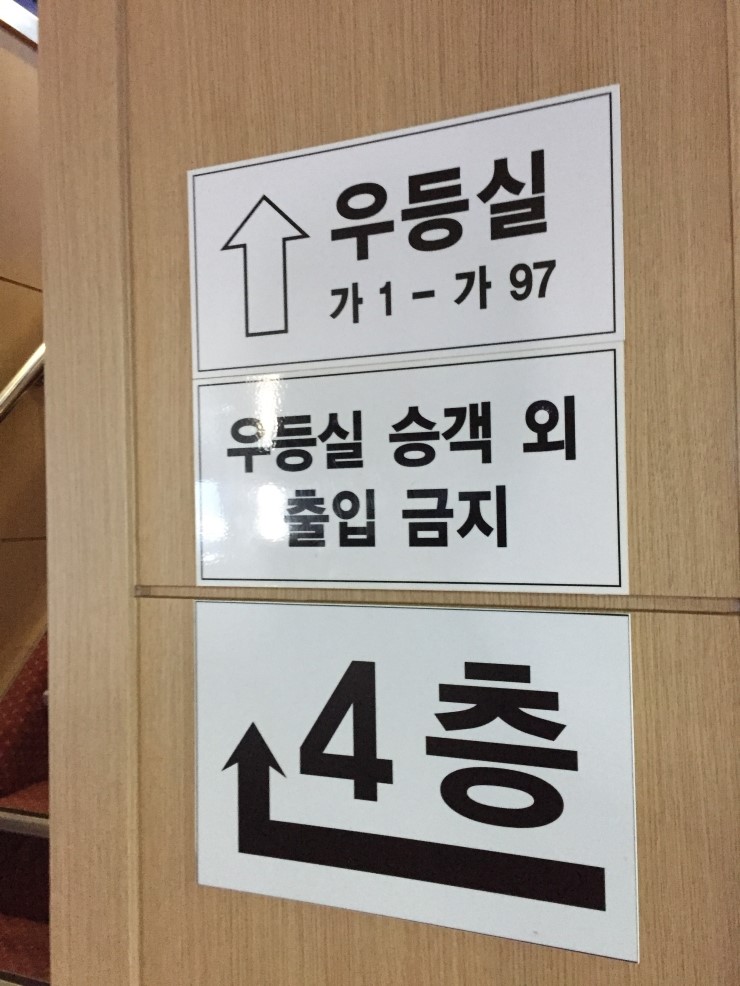 우등실
가 1 - 가 97
우등실 승객 외
출입 금지
4층